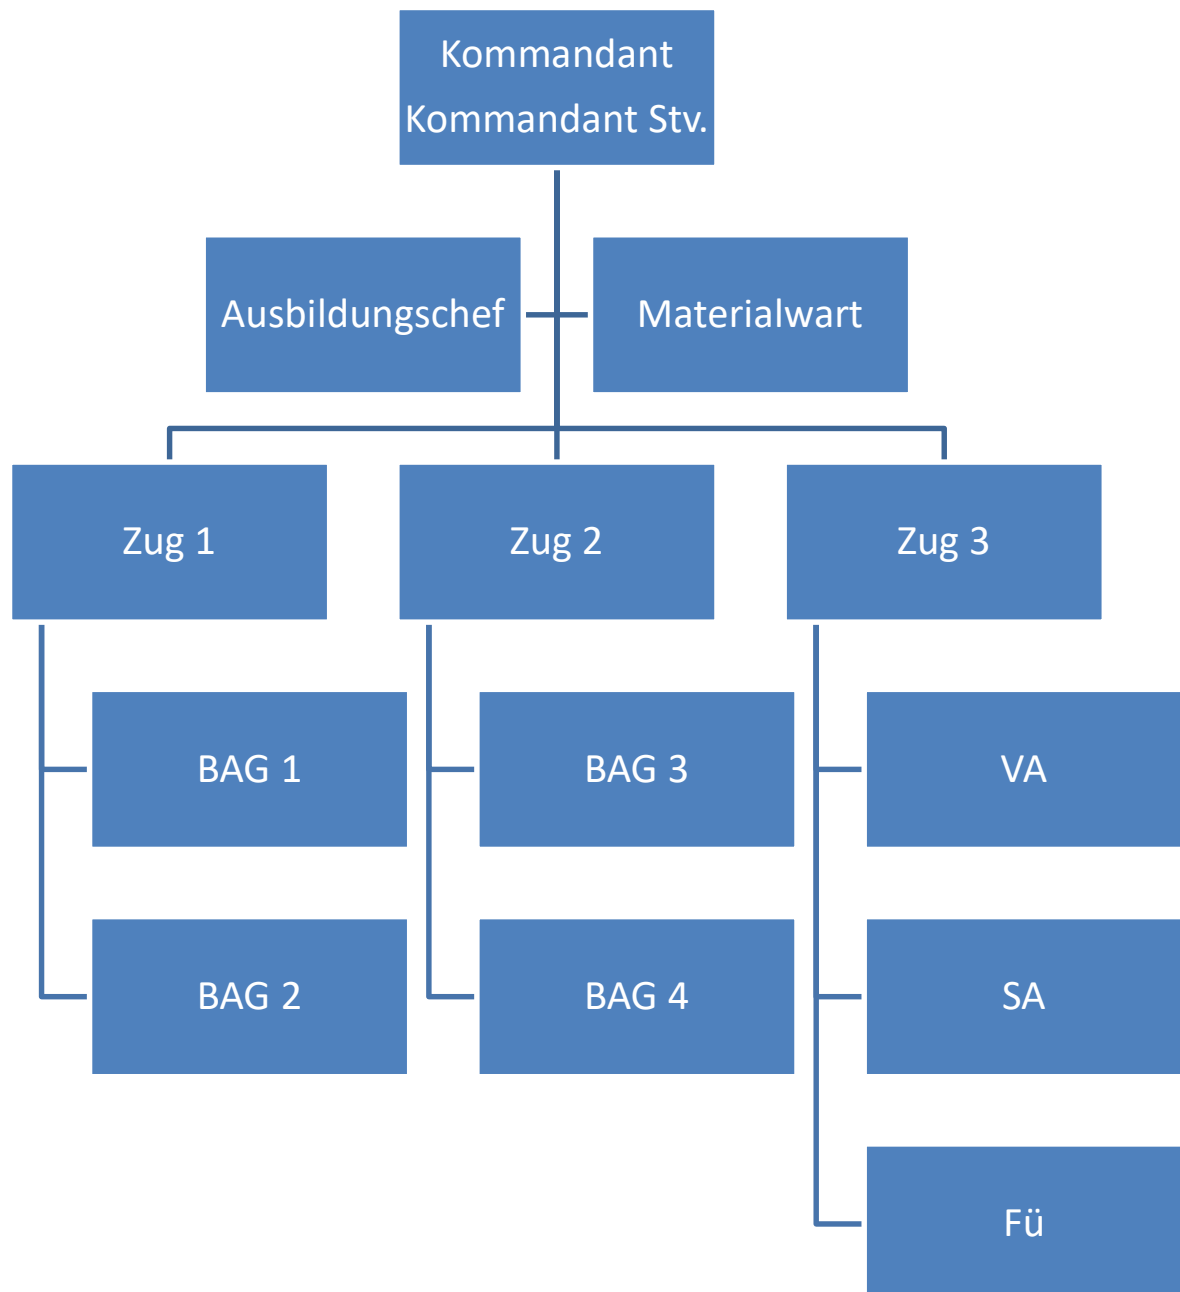 Kommandant
Kommandant Stv.
Ausbildungschef
Materialwart
Zug 1
Zug 2
Zug 3
BAG 1
BAG 3
VA
BAG 2
BAG 4
SA
Fü